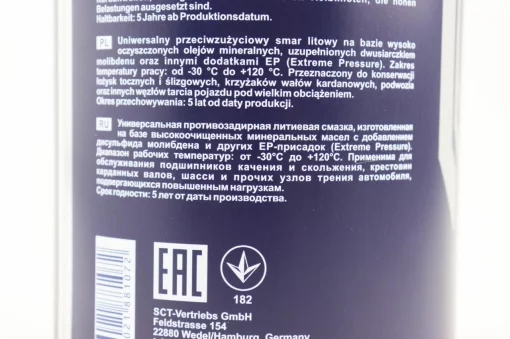 Belastungen ausgesetzt sind.
Haltbarkeit: 5 Jahre ab Produktionsdatum.
PL Uniwersalny przeciwzużyciowy smar litowy na bazie wysoko
oczyszczonych olejów mineralnych, uzupełnionych dwusiarczkiem
molibdenu oraz innymi dodatkami EP (Extreme Pressure). Zakres
temperatury pracy: od -30 °C do +120 °C. Przeznaczony do konserwacji
łożysk tocznych i ślizgowych, krzyżaków wałów kardanowych, podwozia
oraz innych węzłów tarcia pojazdu pod wielkim obciążeniem.
Okres przechowywania: 5 lat od daty produkcji.
RU Универсальная противозадирная литиевая смазка, изготовленная
на базе высокоочищенных минеральных масел с добавлением
дисульфида молибдена и других EP-присадок (Extreme Pressure).
Диапазон рабочих температур: от -30°C до +120°C. Применима для
обслуживания подшипников качения и скольжения, крестовин
карданных валов, шасси и прочих узлов трения автомобиля,
подвергающихся повышенным нагрузкам.
Срок годности: 5 лет от даты производства.
EAC
182
021881072
SCT-Vertriebs GmbH
Feldstrasse 154
22880 Wedel/Hamburg, Germany